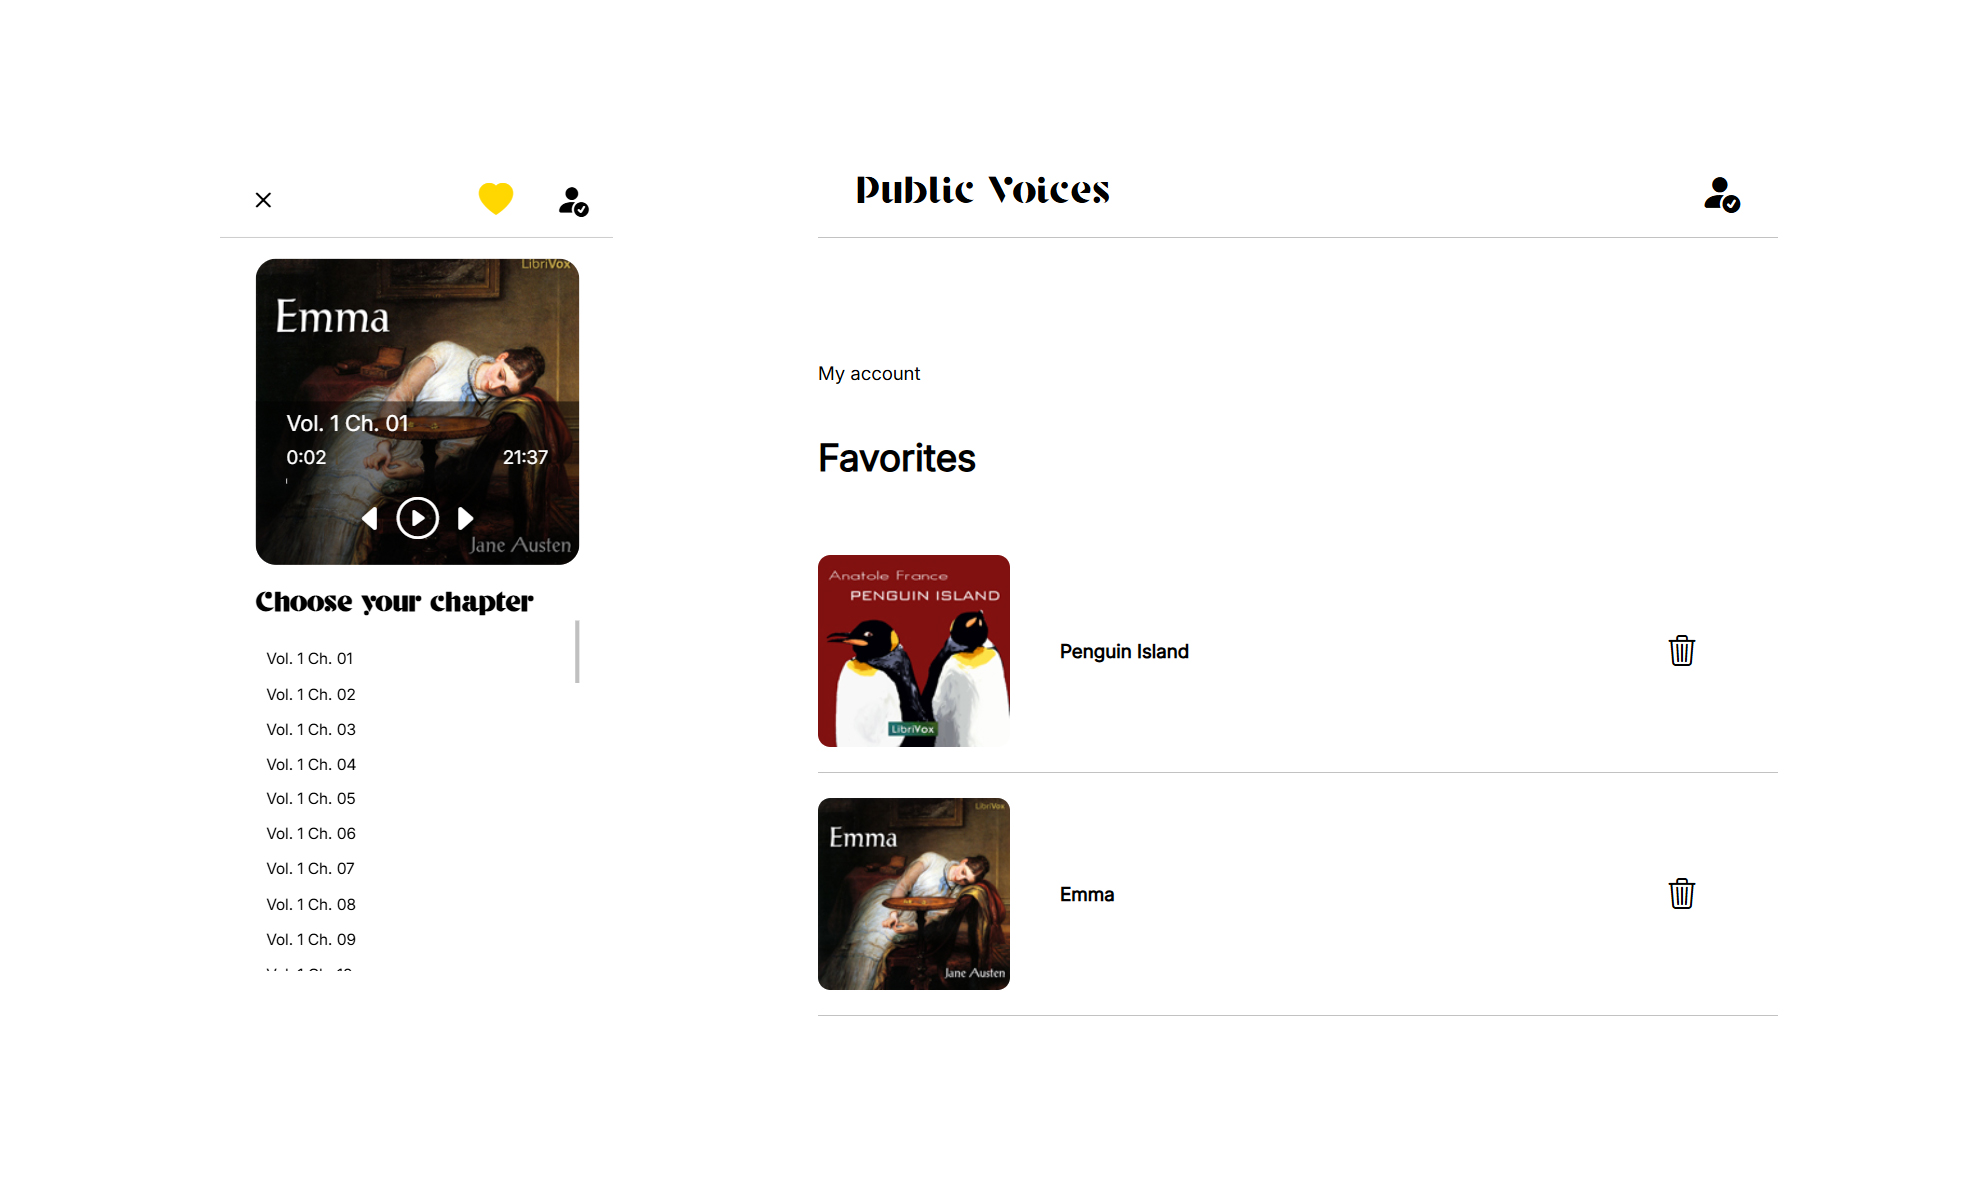 LibriVox
Emma
Vol. 1 Ch. 01
0:02 21:37
Jane Austen
Choose your chapter
Vol. 1 Ch. 01
Vol. 1 Ch. 02
Vol. 1 Ch. 03
Vol. 1 Ch. 04
Vol. 1 Ch. 05
Vol. 1 Ch. 06
Vol. 1 Ch. 07
Vol. 1 Ch. 08
Vol. 1 Ch. 09
Public Voices
My account
Favorites
Anatole France
PENGUIN ISLAND
LibriVox
Penguin Island
LibriVox
Emma
Jane Austen
Emma